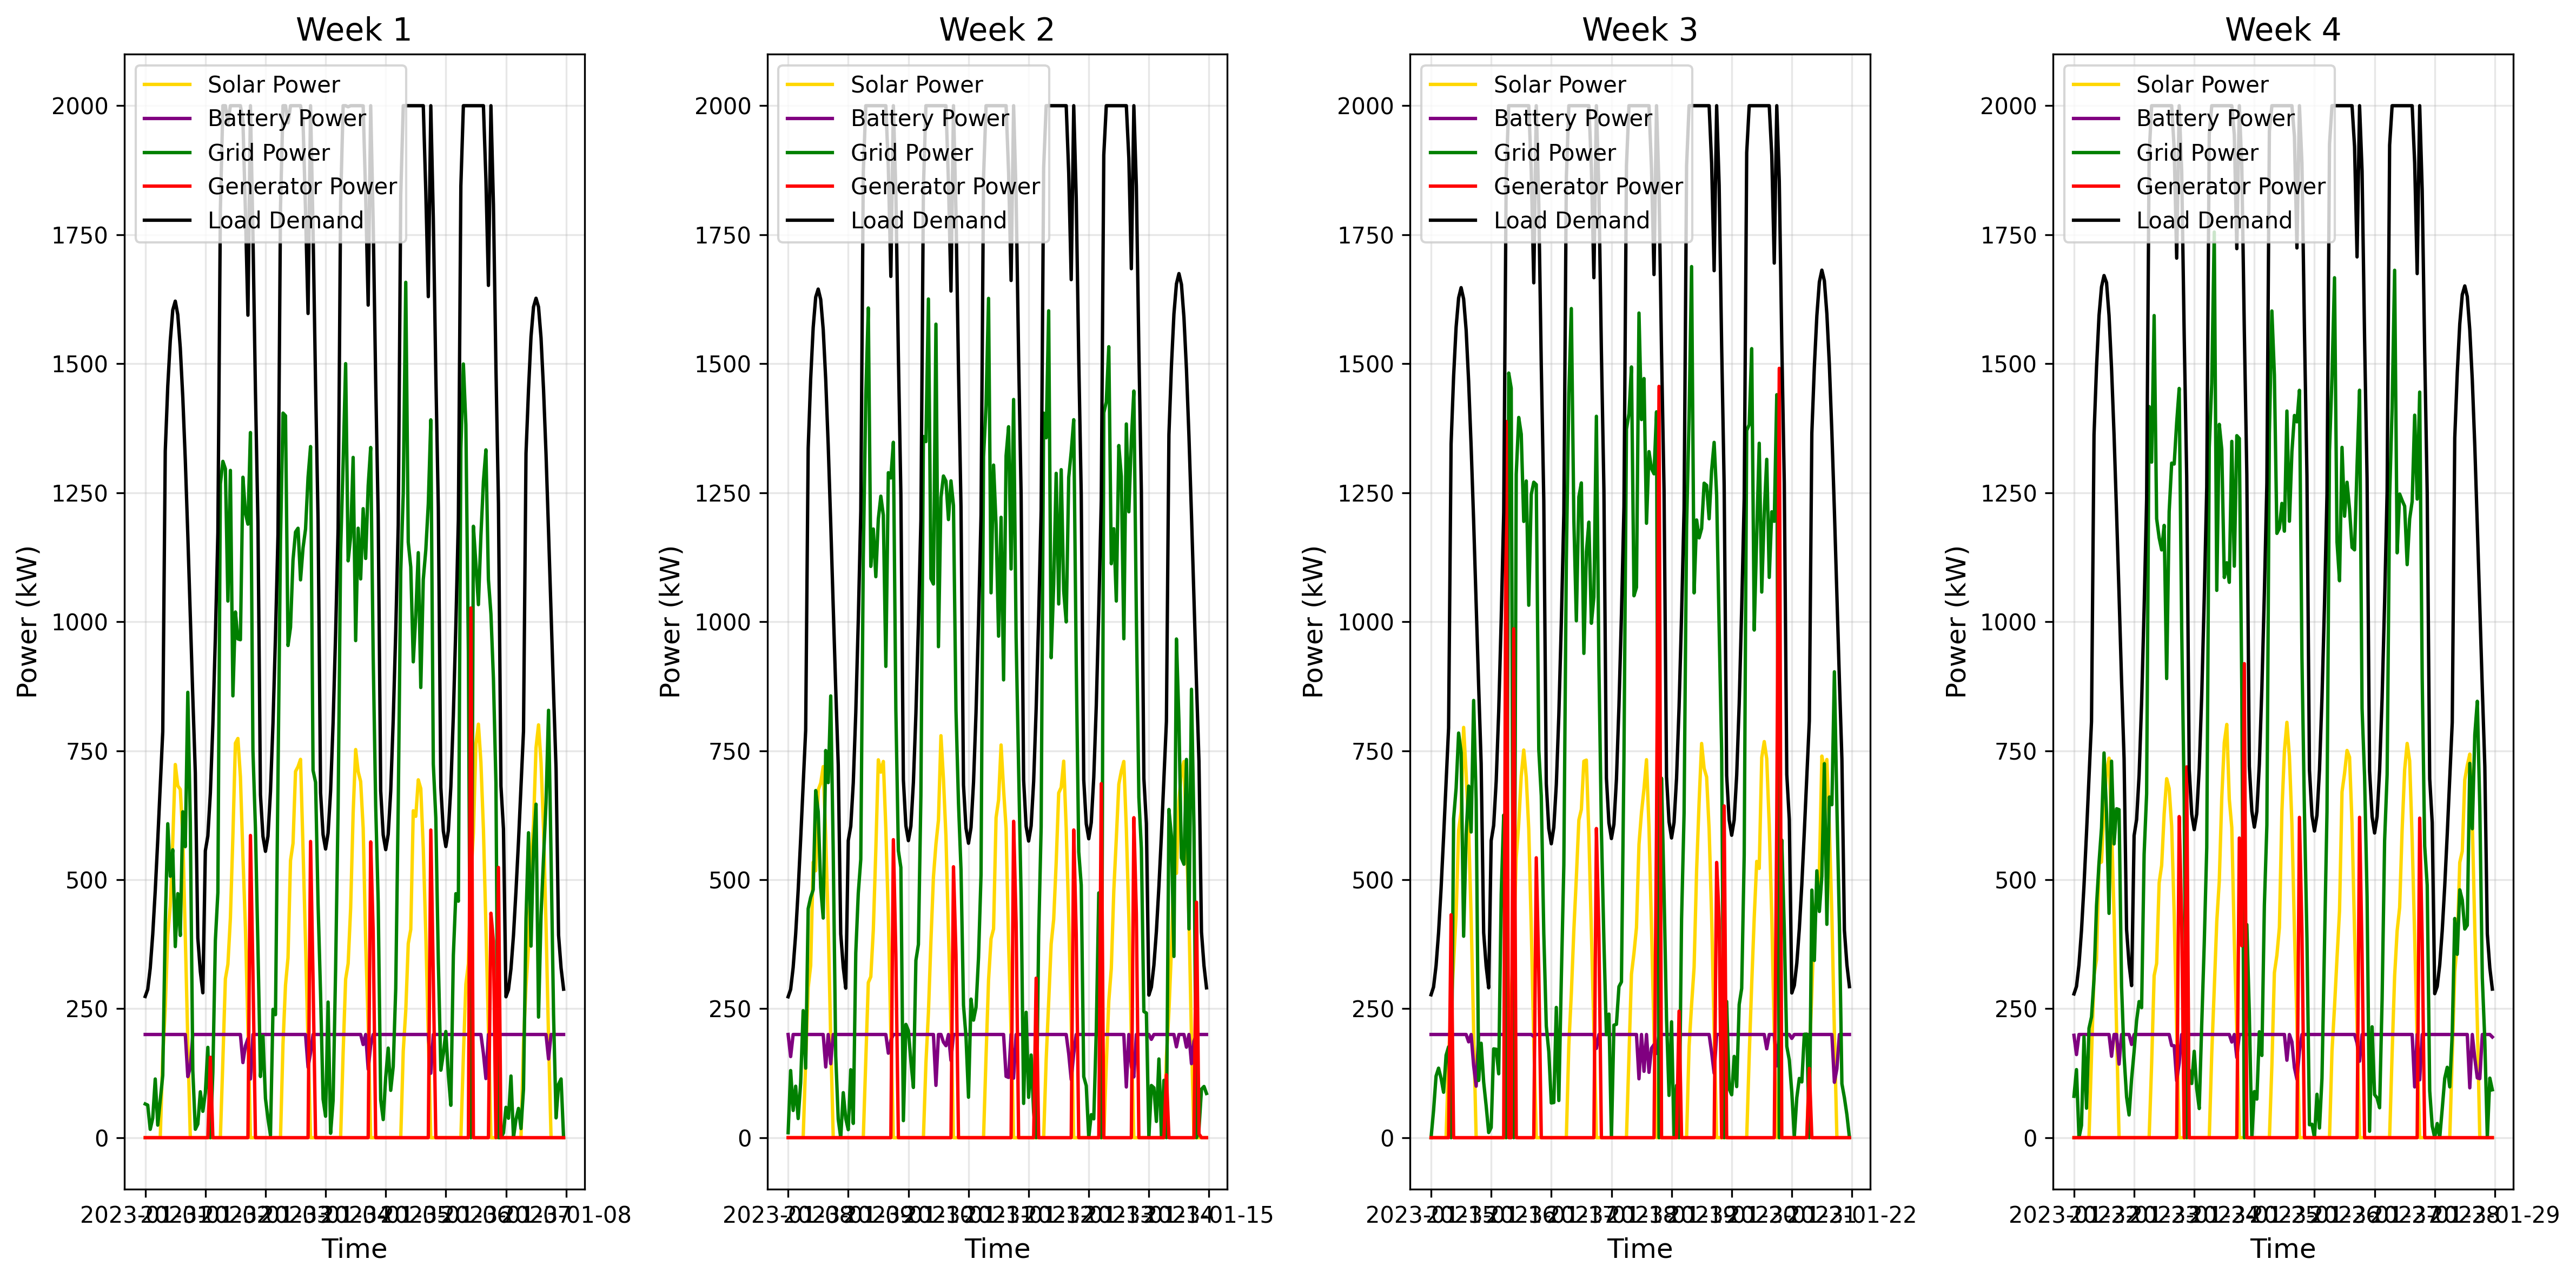 Week 1
Solar Power
Battery Power
Grid Power
Generator Power
Load Demand
2000
1750
1500
1250
1000
750
500
250
0
Power (kW)
Time
Week 2
Solar Power
Battery Power
Grid Power
Generator Power
Load Demand
2000
1750
1500
1250
1000
750
500
250
0
Power (kW)
Time
Week 3
Solar Power
Battery Power
Grid Power
Generator Power
Load Demand
2000
1750
1500
1250
1000
750
500
250
0
Power (kW)
Time
Week 4
Solar Power
Battery Power
Grid Power
Generator Power
Load Demand
2000
1750
1500
1250
1000
750
500
250
0
Power (kW)
Time